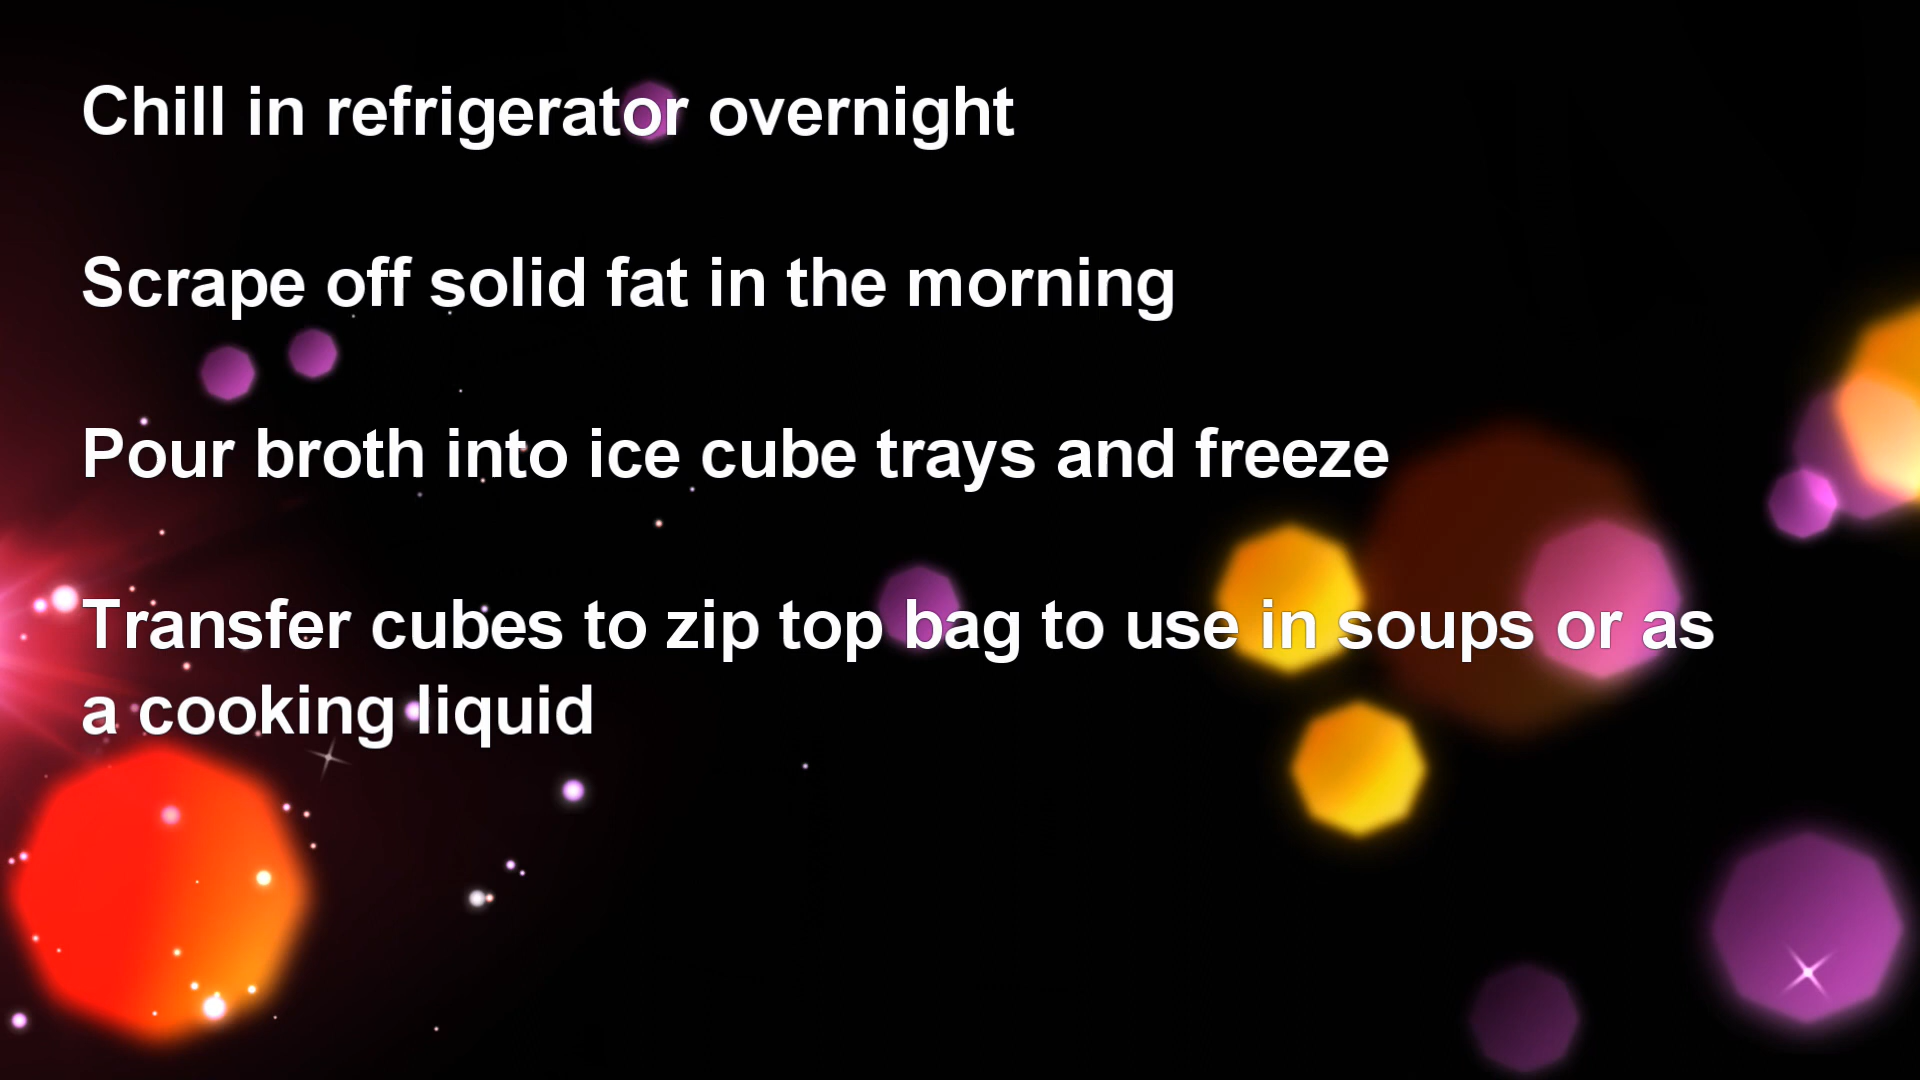 Chill in refrigerator overnight
Scrape off solid fat in the morning
Pour broth into ice cube trays and freeze
Transfer cubes to zip top bag to use in soups or as
a cooking liquid